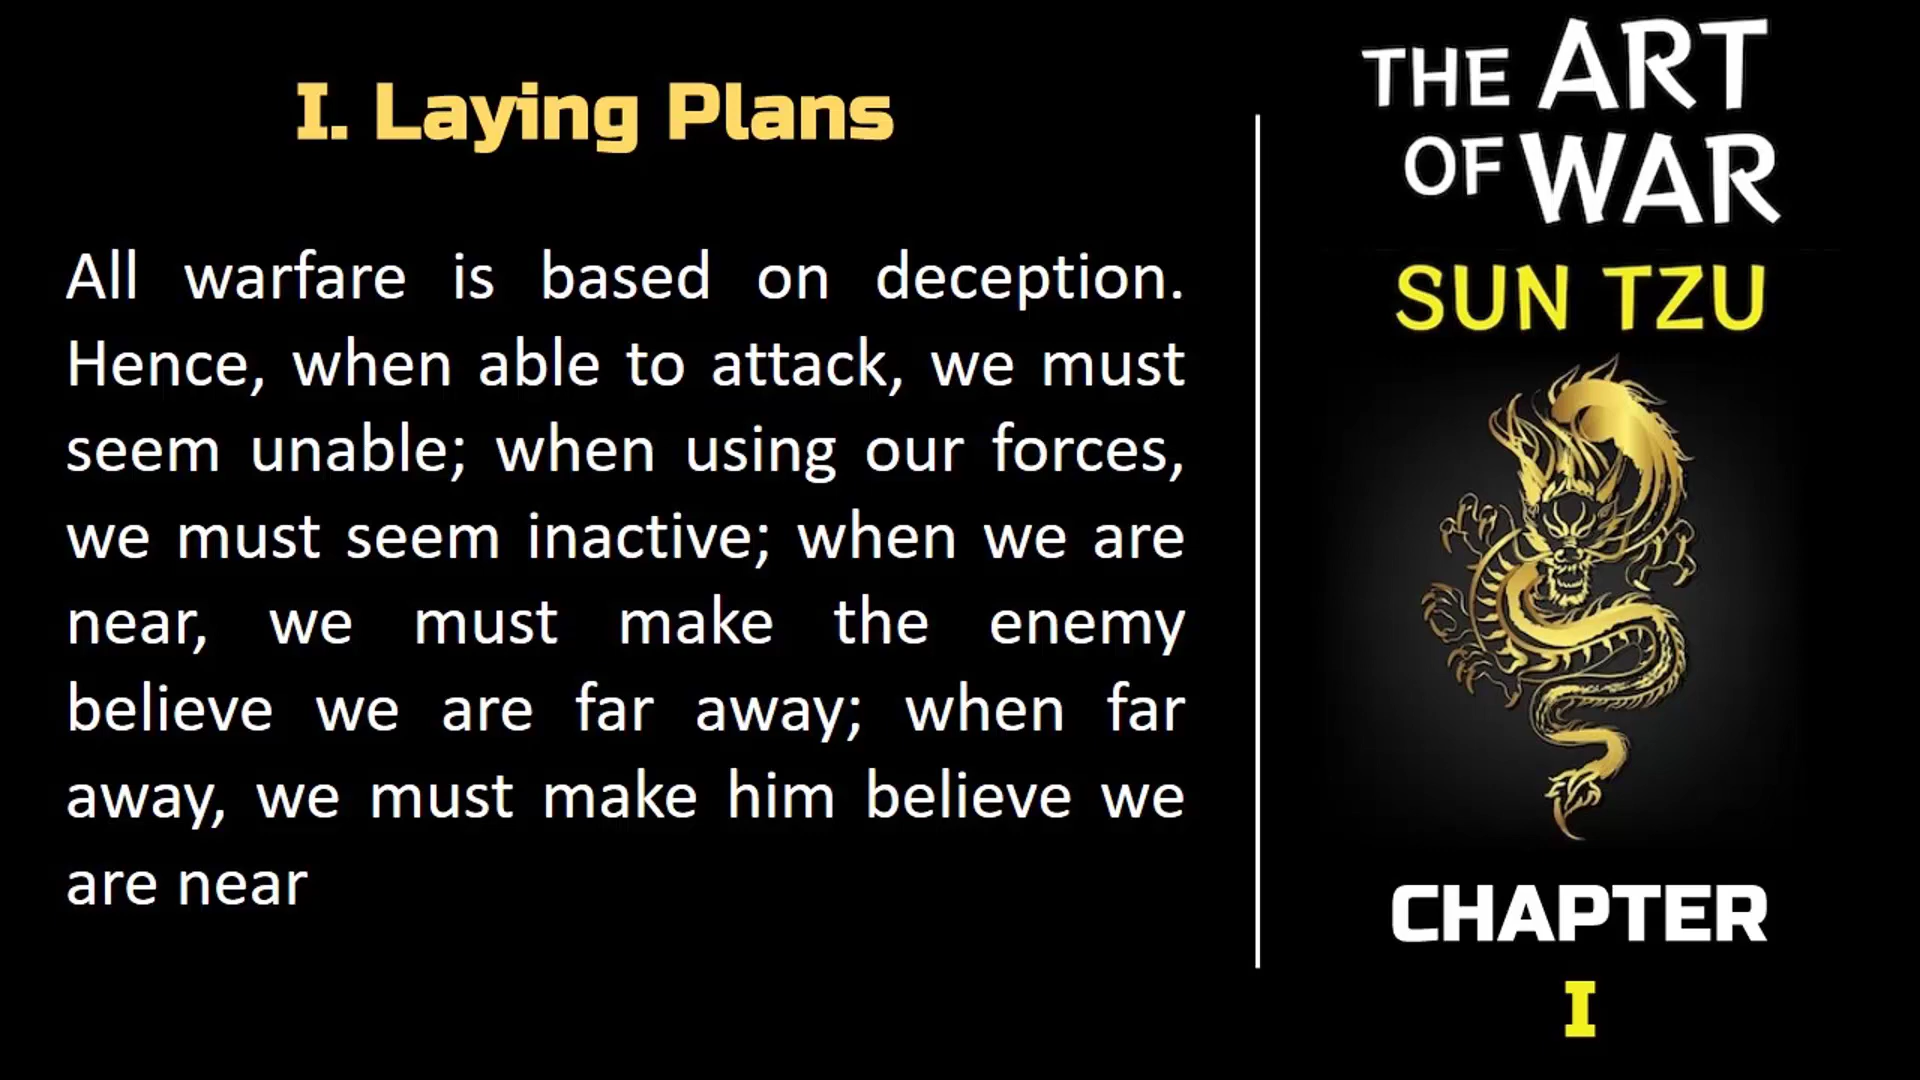 I. Laying Plans
All warfare is based on deception.
Hence, when able to attack, we must
seem unable; when using our forces,
we must seem inactive; when we are
near, we must make the enemy
believe we are far away; when far
away, we must make him believe we
are near
THE ART
OF WAR
SUN TZU
CHAPTER
I